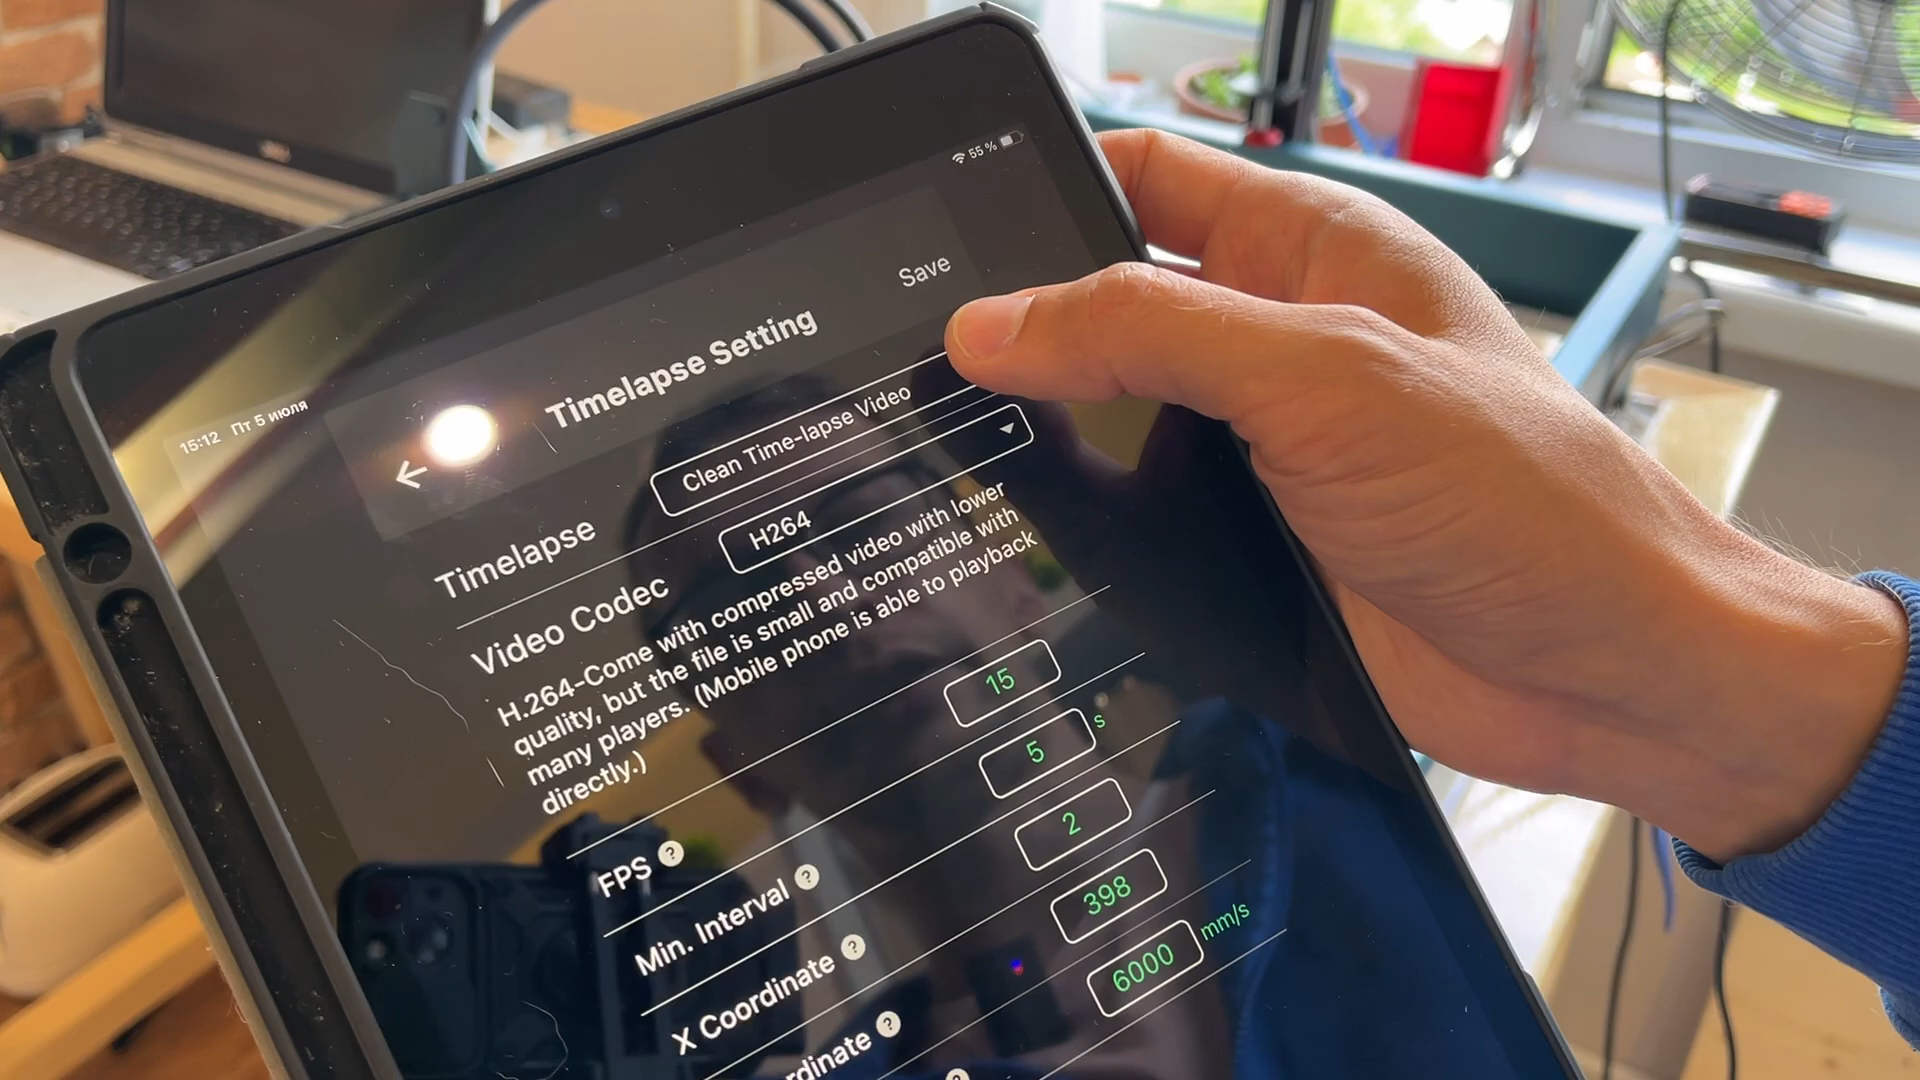 15:12 Пт 5 июля
55 %
Timelapse Setting
Save
Timelapse
Clean Time-lapse Video
Video Codec
H264
H.264-Come with compressed video with lower
quality, but the file is small and compatible with
many players. (Mobile phone is able to playback
directly.)
FPS ?
15
Min. Interval ?
5 s
X Coordinate ?
2
rdinate ?
398
6000 mm/s
?
DELL